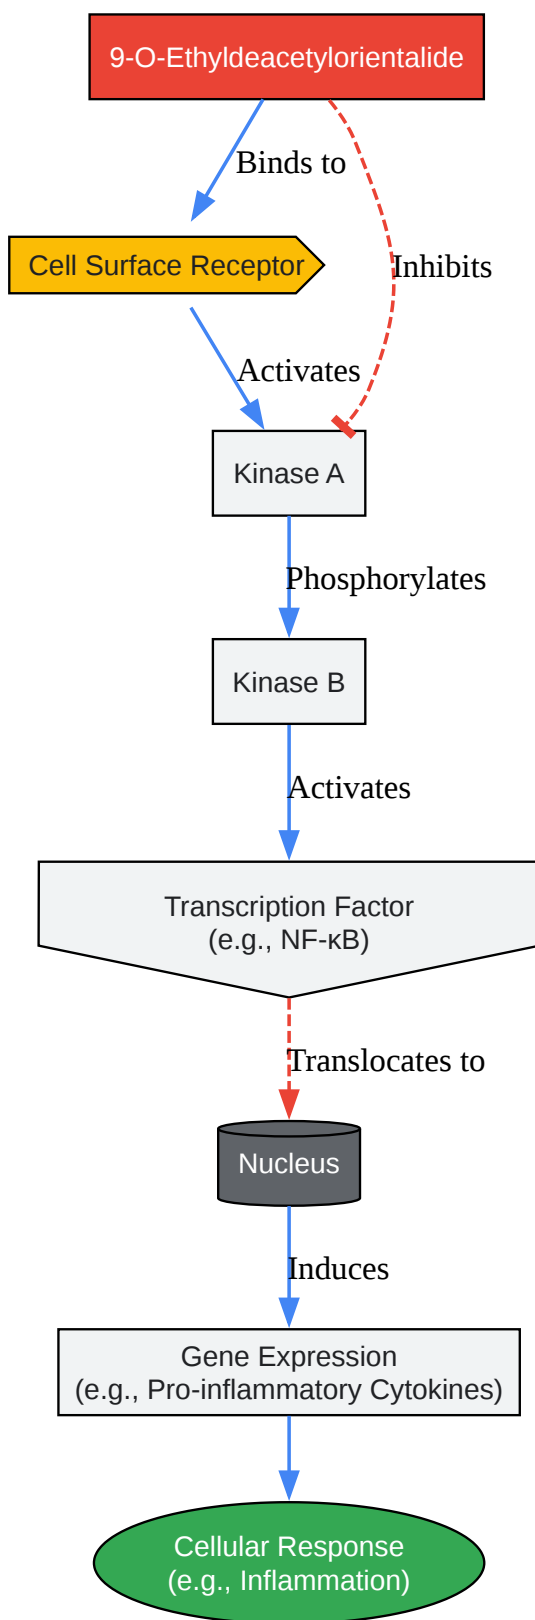 9-O-Ethyldeacetylorientalide
Binds to
Cell Surface Receptor
Inhibits
Activates
Kinase A
Phosphorylates
Kinase B
Activates
Transcription Factor
(e.g., NF-κB)
Translocates to
Nucleus
Induces
Gene Expression
(e.g., Pro-inflammatory Cytokines)
Cellular Response
(e.g., Inflammation)